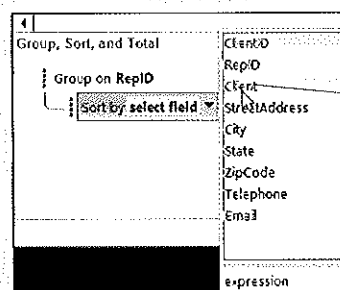 Group, Sort, and Total
Group on RepID
Sort by select field
ClientID
RepID
Client
StreetAddress
City
State
ZipCode
Telephone
Email
expression